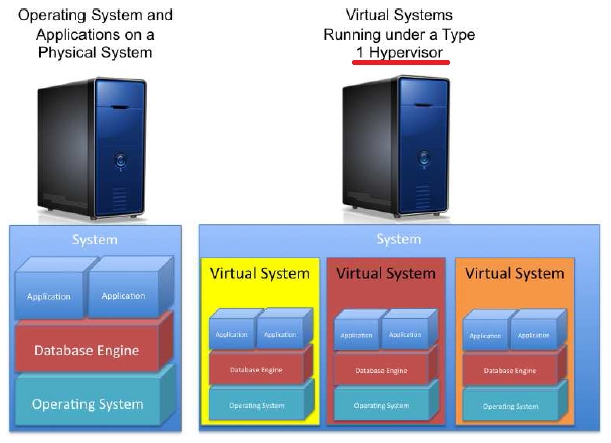 Operating System and
Applications on a
Physical System
Virtual Systems
Running under a Type
1 Hypervisor
System
Application
Application
Database Engine
Operating System
System
Virtual System
Virtual System
Virtual System
Application
Application
Application
Application
Application
Application
Database Engine
Database Engine
Database Engine
Operating System
Operating System
Operating System